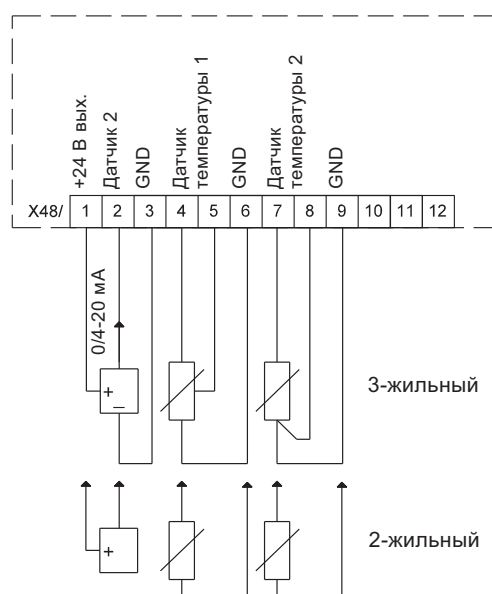 +24 В вых.
Датчик 2
GND
Датчик
температуры 1
GND
Датчик
температуры 2
GND
X48/ 1 2 3 4 5 6 7 8 9 10 11 12
0/4-20 мА
+
–
3-жильный
+
2-жильный